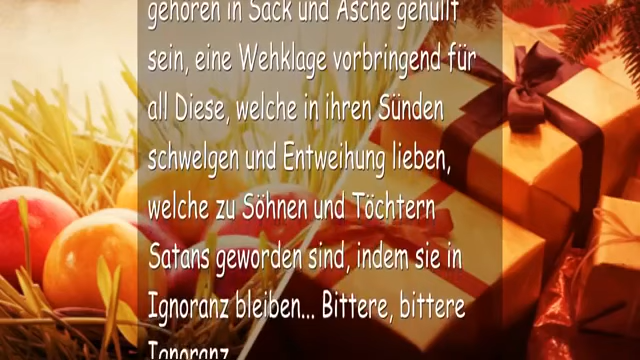 gehören in Sack und Asche gehüllt
sein, eine Wehklage vorbringend für
all Diese, welche in ihren Sünden
schwelgen und Entweihung lieben,
welche zu Söhnen und Töchtern
Satans geworden sind, indem sie in
Ignoranz bleiben... Bittere, bittere
Ignoranz